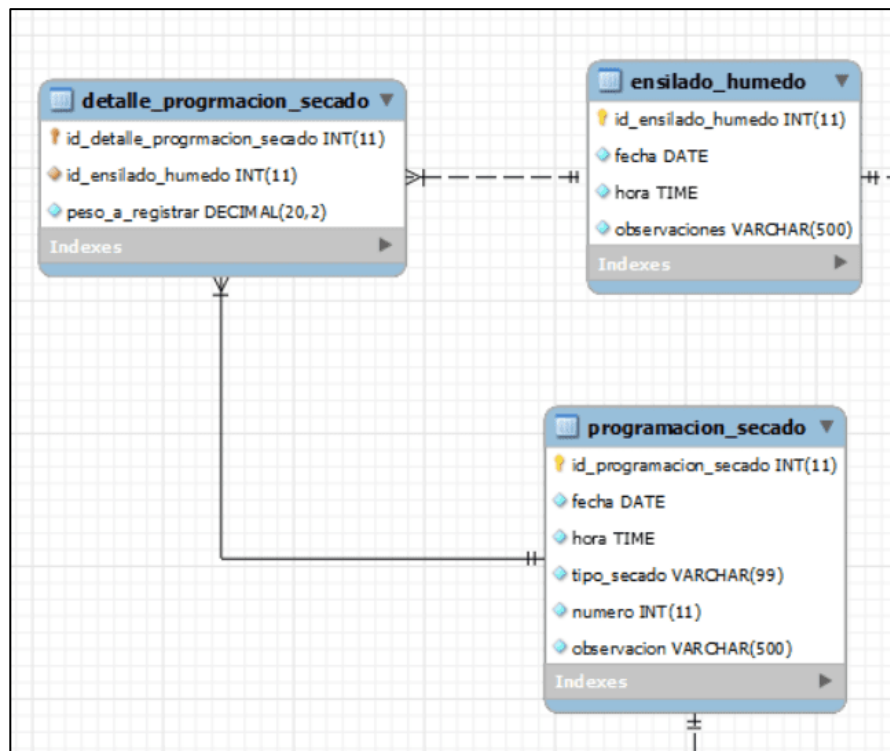 detalle_progrmacion_secado
id_detalle_progrmacion_secado INT(11)
id_ensilado_humedo INT(11)
peso_a_registrar DECIMAL(20,2)
Indexes
ensilado_humedo
id_ensilado_humedo INT(11)
fecha DATE
hora TIME
observaciones VARCHAR(500)
Indexes
programacion_secado
id_programacion_secado INT(11)
fecha DATE
hora TIME
tipo_secado VARCHAR(99)
numero INT(11)
observacion VARCHAR(500)
Indexes